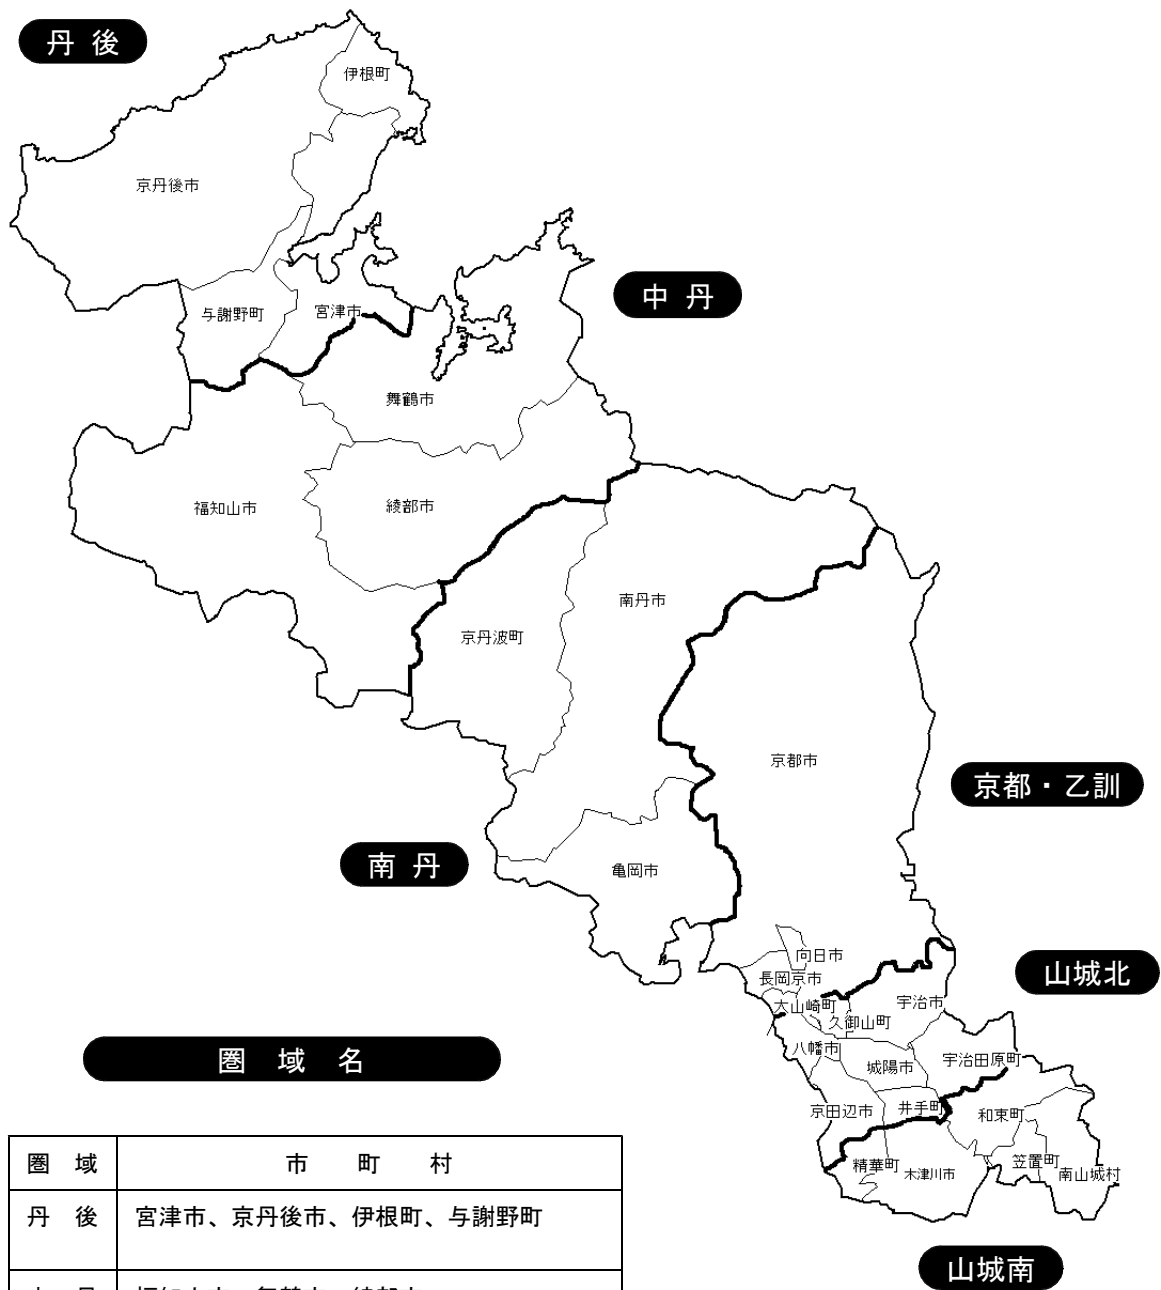 丹 後
伊根町
京丹後市
中 丹
与謝野町
宮津市
舞鶴市
福知山市
綾部市
南丹市
京丹波町
京都市
京都・乙訓
南 丹
亀岡市
向日市
長岡京市
山城北
大山崎町
宇治市
久御山町
八幡市
宇治田原町
城陽市
圏 域 名
京田辺市
井手町
和束町
精華町
木津川市
笠置町
南山城村
圏 域
市 町 村
丹 後
宮津市、京丹後市、伊根町、与謝野町
山城南